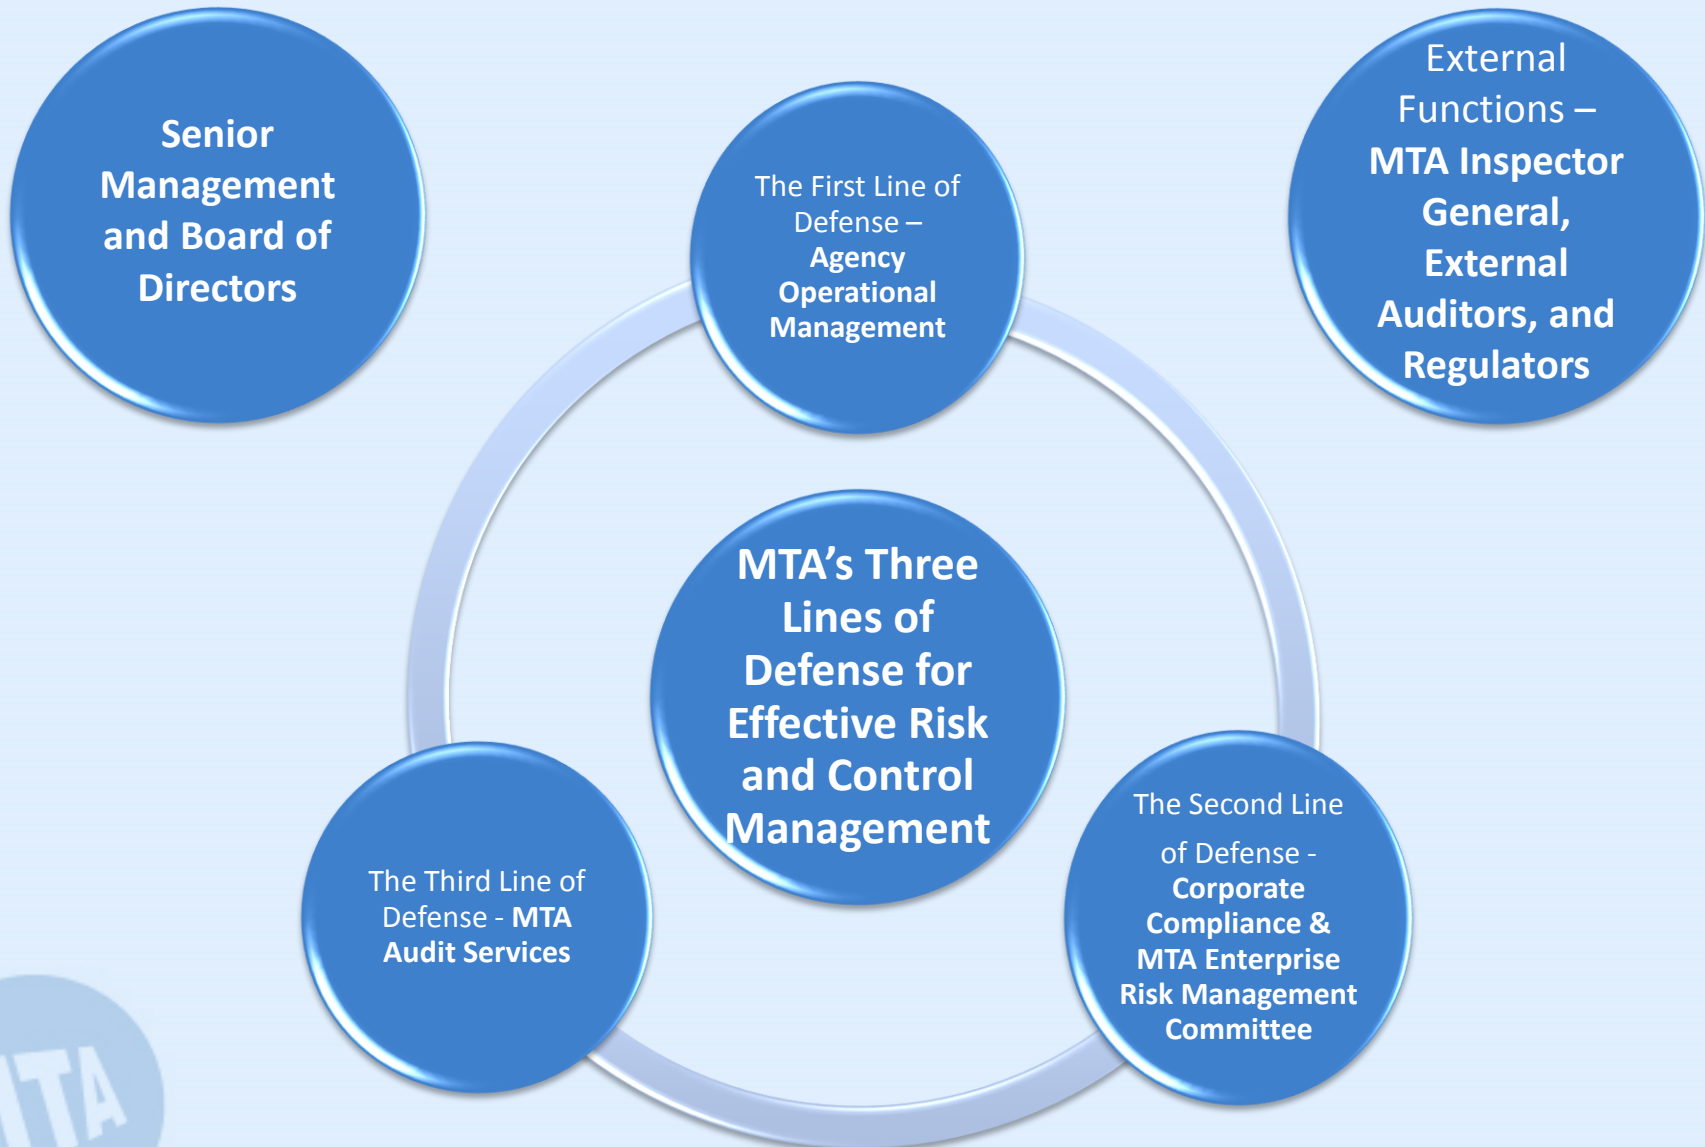 Senior
Management
and Board of
Directors
The First Line of
Defense –
Agency
Operational
Management
External
Functions –
MTA Inspector
General,
External
Auditors, and
Regulators
MTA’s Three
Lines of
Defense for
Effective Risk
and Control
Management
The Third Line of
Defense - MTA
Audit Services
The Second Line
of Defense -
Corporate
Compliance &
MTA Enterprise
Risk Management
Committee
MTA